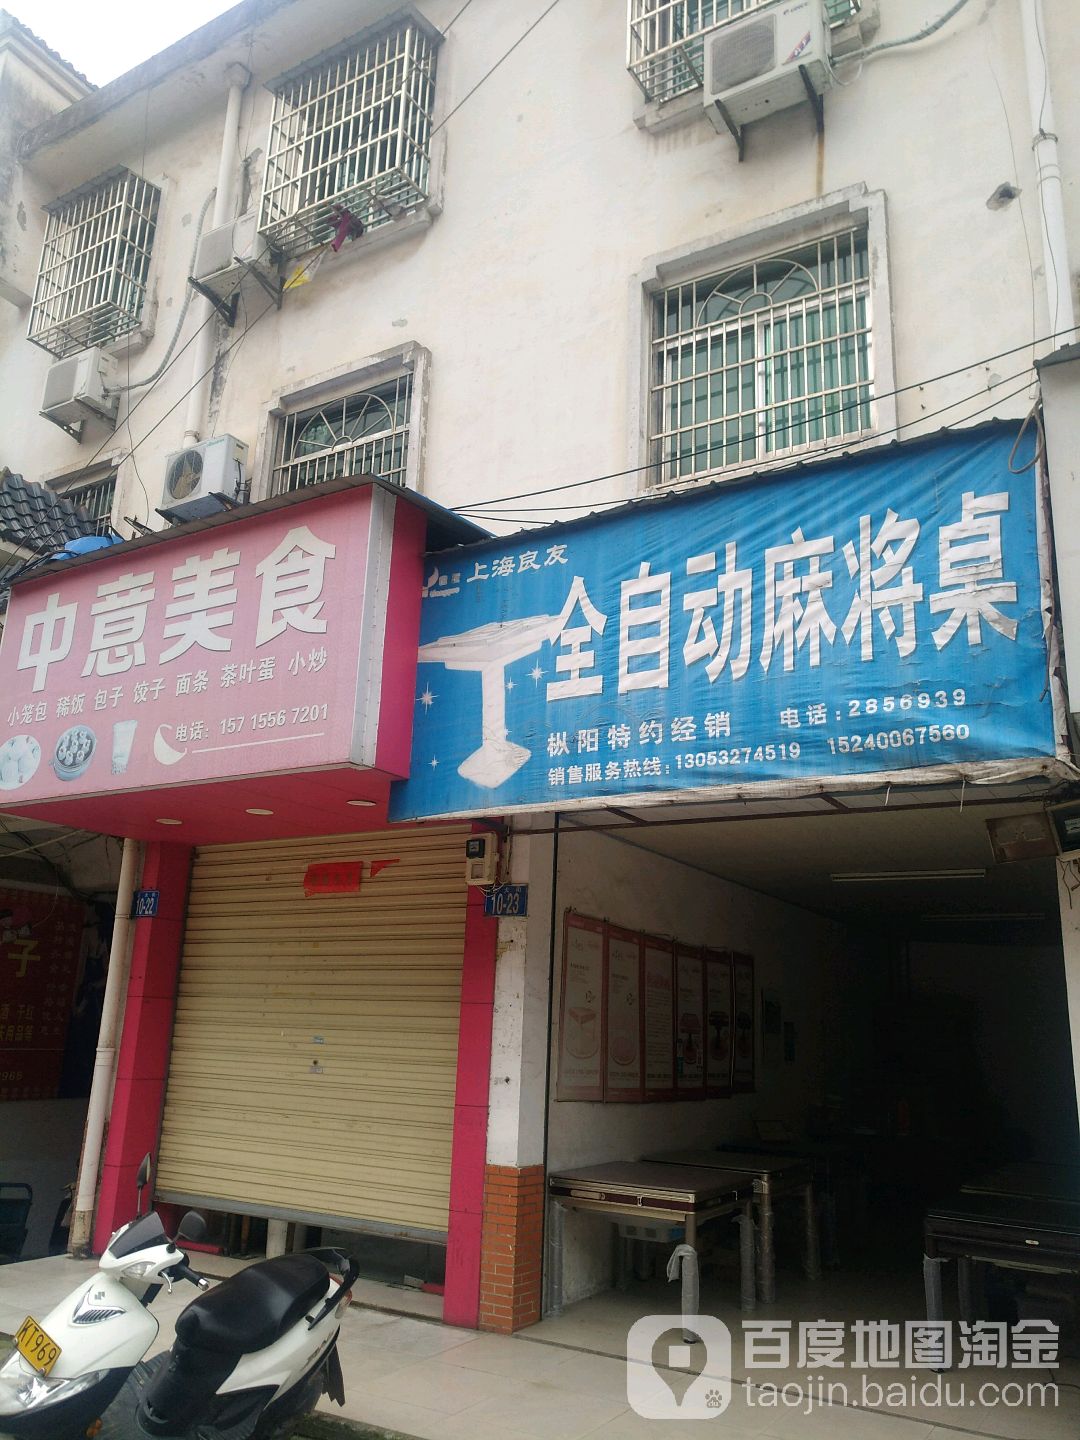 中意美食
小笼包 稀饭 包子 饺子 面条 茶叶蛋 小炒
电话: 157 1556 7201
上海良友
全自动麻将桌
枞阳特约经销 电话:2856939
销售服务热线:13053274519 15240067560
10-22
10-23
子
KT969
百度地图淘金
taojin.baidu.com